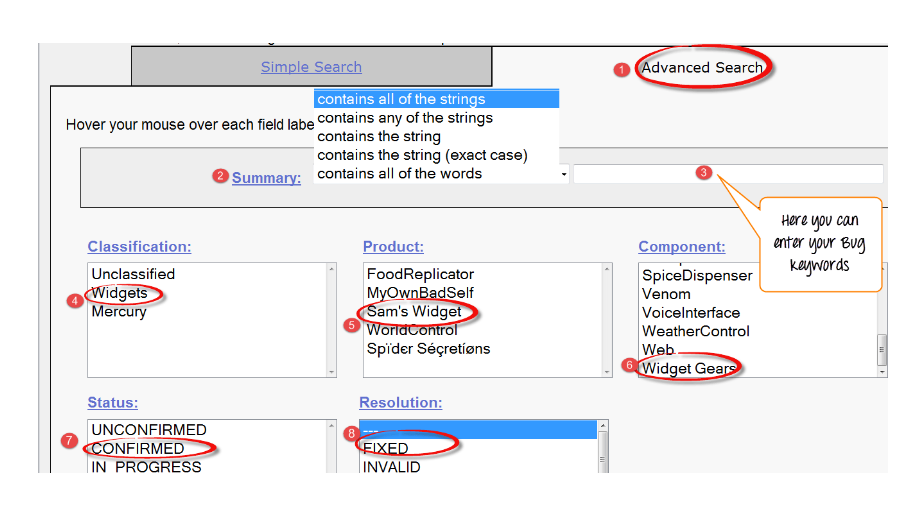 Simple Search
1 Advanced Search
contains all of the strings
contains any of the strings
contains the string
contains the string (exact case)
contains all of the words
Hover your mouse over each field labe
2 Summary:
3
Here you can
enter your Bug
keywords
Classification:
Unclassified
4 Widgets
Mercury
Product:
FoodReplicator
MyOwnBadSelf
5 Sam's Widget
WorldControl
Spïdєr Séçretíøns
Component:
SpiceDispenser
Venom
VoiceInterface
WeatherControl
Web
6 Widget Gears
Status:
UNCONFIRMED
7 CONFIRMED
IN PROGRESS
Resolution:
8 ---
FIXED
INVALID